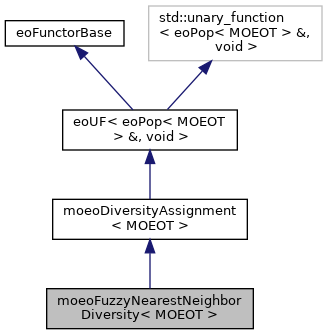 eoFunctorBase
std::unary_function
< eoPop< MOEOT > &,
void >
eoUF< eoPop< MOEOT
> &, void >
moeoDiversityAssignment
< MOEOT >
moeoFuzzyNearestNeighbor
Diversity< MOEOT >